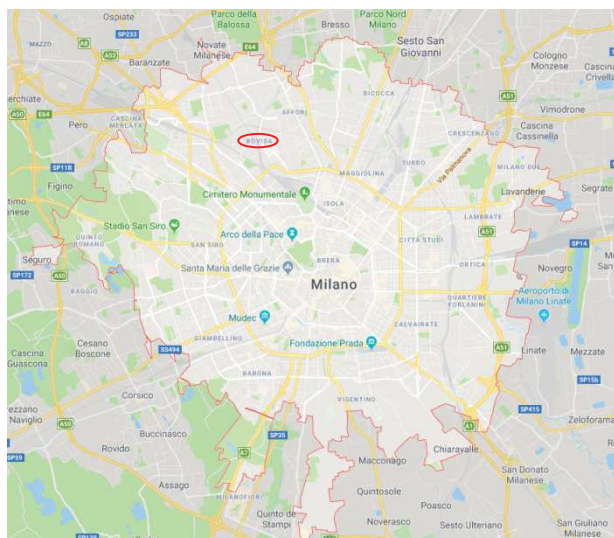 Ospiate
Parco della
Balossa
Parco Nord
Milano
Bresso
Sesto San
Giovanni
SP233
E64
Novate
Milanese
MAZZO
A8
A52
Baranzate
Cologno
Monzese
Cascina
A51
Vimodrone
AFFORI
BICOCCA
A50
E64
Pero
CASCINA
MERLATA
BOVISA
CRESCENZAGO
Cascina
Cassinella
TURRO
Via Palmanova
MILANO DUE
MAGGIOLINA
SP11R
Figino
Cimitero Monumentale
ISOLA
Lavanderie
Segrate
LAMBRATE
Stadio San Siro
Arco della Pace
A51
QUINTO
ROMANO
SAN SIRO
CITTÀ STUDI
SP14
Seguro
BRERA
Santa Maria delle Grazie
ORTICA
Novegro
SP172
A50
BAGGIO
Milano
QUARTIERE
FORLANINI
Aeroporto di
Milano Linate
Mudec
CALVAIRATE
GIAMBELLINO
Fondazione Prada
Cesano
Boscone
SS494
A51
Linate
Mezzate
Cascina
Guascona
BARONA
SP15b
Corsico
VIGENTINO
SP415
Naviglio
A50
Zeloforama
A1
Buccinasco
SP35
Chiaravalle
Rovido
A7
SP59
Macconago
San Donato
Milanese
Assago
MILANOFIORI
Quintosole
Poasco
Quinto de'
Stampi
Noverasco
Sesto Ulteriano
San Giuliano
Milanese